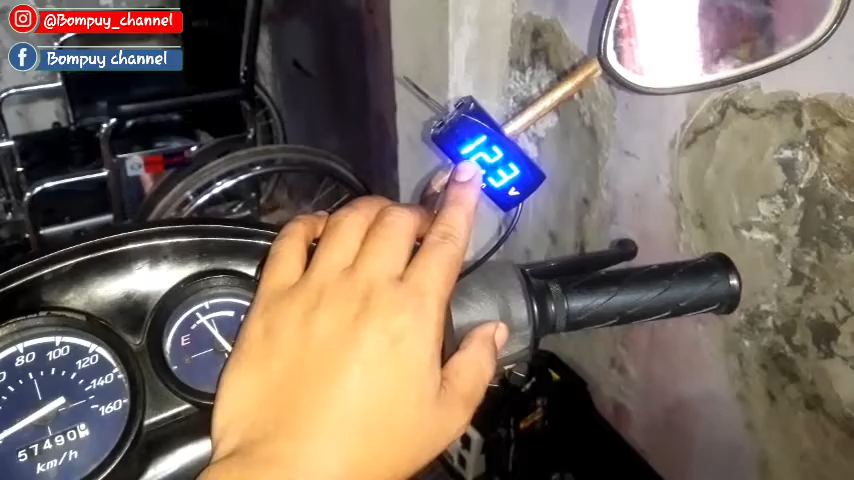 @Bompuy_channel
Bompuy channel
12.3
V
E
80 100 120 140 160
57490
km/h